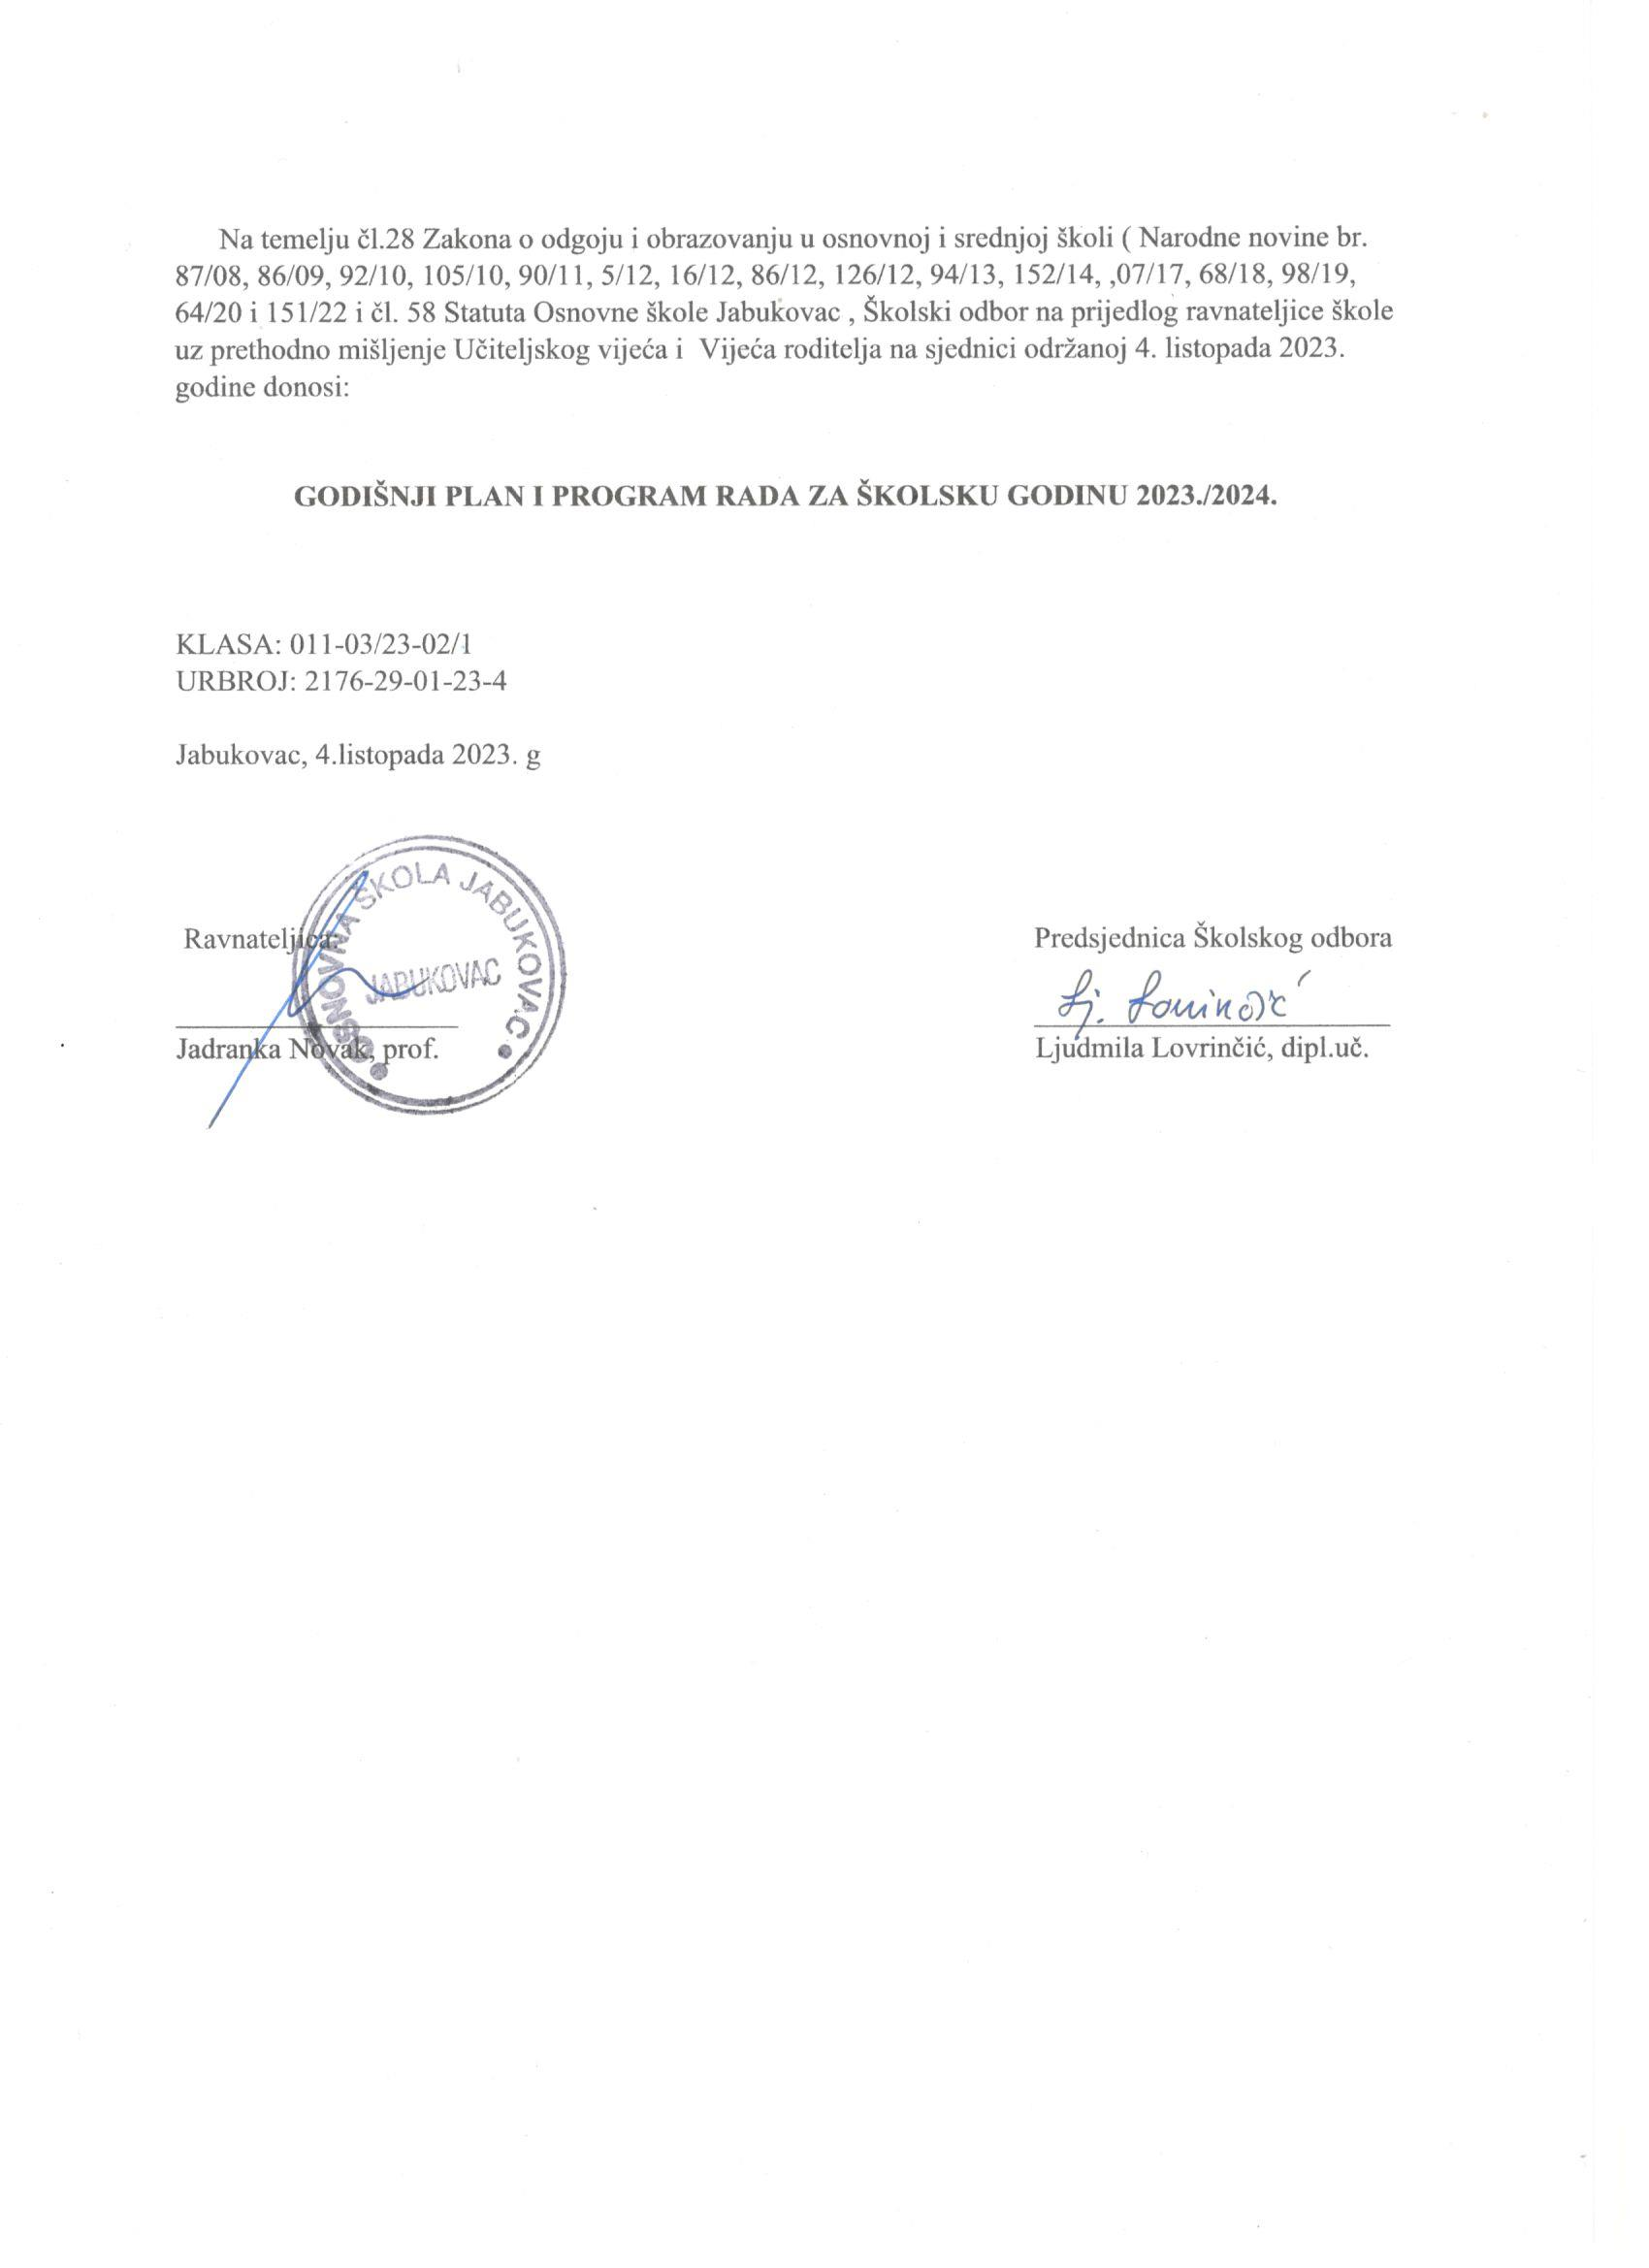 Na temelju čl.28 Zakona o odgoju i obrazovanju u osnovnoj i srednjoj školi ( Narodne novine br.
87/08, 86/09, 92/10, 105/10, 90/11, 5/12, 16/12, 86/12, 126/12, 94/13, 152/14, ,07/17, 68/18, 98/19,
64/20 i 151/22 i čl. 58 Statuta Osnovne škole Jabukovac , Školski odbor na prijedlog ravnateljice škole
uz prethodno mišljenje Učiteljskog vijeća i  Vijeća roditelja na sjednici održanoj 4. listopada 2023.
godine donosi:
GODIŠNJI PLAN I PROGRAM RADA ZA ŠKOLSKU GODINU 2023./2024.
KLASA: 011-03/23-02/1
URBROJ: 2176-29-01-23-4
Jabukovac, 4.listopada 2023. g
Ravnateljica:
OSNOVNA ŠKOLA JABUKOVAC
JABUKOVAC
Jadranka Novak, prof.
Predsjednica Školskog odbora
Lj. Lovrinčić
Ljudmila Lovrinčić, dipl.uč.